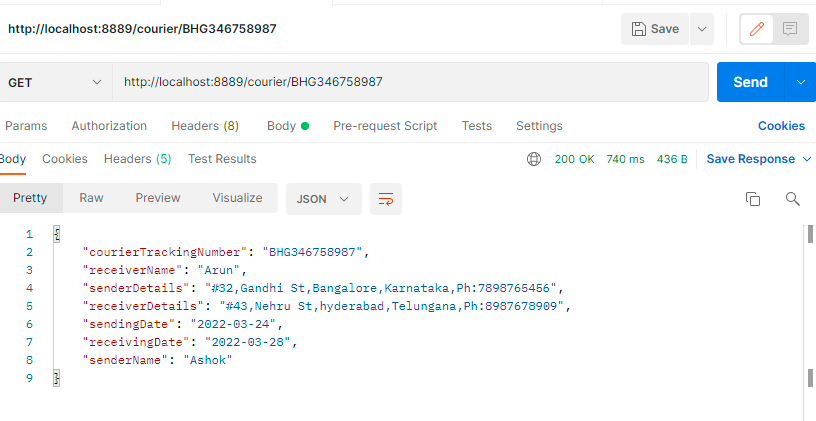 http://localhost:8889/courier/BHG346758987 Save
GET http://localhost:8889/courier/BHG346758987 Send
Params Authorization Headers (8) Body Pre-request Script Tests Settings Cookies
Body Cookies Headers (5) Test Results 200 OK 740 ms 436 B Save Response
Pretty Raw Preview Visualize JSON
1 {
2 "courierTrackingNumber": "BHG346758987",
3 "receiverName": "Arun",
4 "senderDetails": "#32,Gandhi St,Bangalore,Karnataka,Ph:7898765456",
5 "receiverDetails": "#43,Nehru St,hyderabad,Telungana,Ph:8987678909",
6 "sendingDate": "2022-03-24",
7 "receivingDate": "2022-03-28",
8 "senderName": "Ashok"
9 }